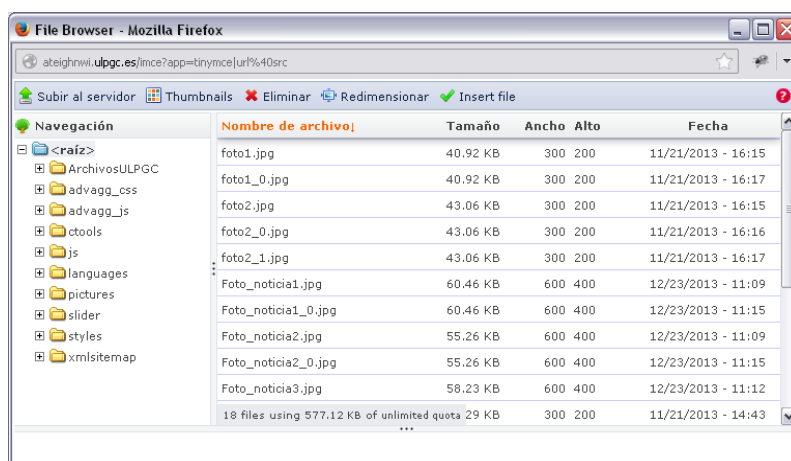 File Browser - Mozilla Firefox
ateighnwi.ulpgc.es/imce?app=tinymce|url%40src
Subir al servidor Thumbnails Eliminar Redimensionar Insert file
Navegación
<raíz>
ArchivosULPGC
advagg_css
advagg_js
ctools
js
languages
pictures
slider
styles
xmlsitemap
Nombre de archivo Tamaño Ancho Alto Fecha
foto1.jpg 40.92 KB 300 200 11/21/2013 - 16:15
foto1_0.jpg 40.92 KB 300 200 11/21/2013 - 16:17
foto2.jpg 43.06 KB 300 200 11/21/2013 - 16:15
foto2_0.jpg 43.06 KB 300 200 11/21/2013 - 16:16
foto2_1.jpg 43.06 KB 300 200 11/21/2013 - 16:17
Foto_noticia1.jpg 60.46 KB 600 400 12/23/2013 - 11:09
Foto_noticia1_0.jpg 60.46 KB 600 400 12/23/2013 - 11:15
Foto_noticia2.jpg 55.26 KB 600 400 12/23/2013 - 11:09
Foto_noticia2_0.jpg 55.26 KB 600 400 12/23/2013 - 11:15
Foto_noticia3.jpg 58.23 KB 600 400 12/23/2013 - 11:12
18 files using 577.12 KB of unlimited quota 29 KB 300 200 11/21/2013 - 14:43